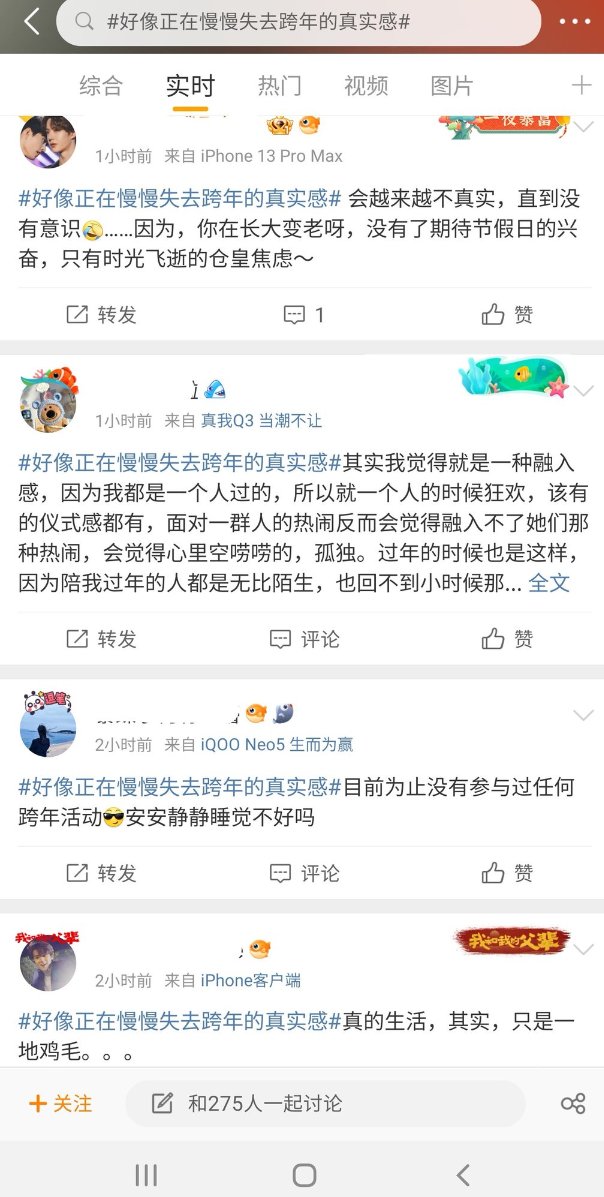 #好像正在慢慢失去跨年的真实感#
综合 实时 热门 视频 图片
一夜暴富
1小时前 来自 iPhone 13 Pro Max
#好像正在慢慢失去跨年的真实感# 会越来越不真实，直到没
有意识🤣……因为，你在长大变老呀，没有了期待节假日的兴
奋，只有时光飞逝的仓皇焦虑～
转发 1 赞
1小时前 来自 真我Q3 当潮不让
#好像正在慢慢失去跨年的真实感#其实我觉得就是一种融入
感，因为我都是一个人过的，所以就一个人的时候狂欢，该有
的仪式感都有，面对一群人的热闹反而会觉得融入不了她们那
种热闹，会觉得心里空唠唠的，孤独。过年的时候也是这样，
因为陪我过年的人都是无比陌生，也回不到小时候那... 全文
转发 评论 赞
逗笔
2小时前 来自 iQOO Neo5 生而为赢
#好像正在慢慢失去跨年的真实感#目前为止没有参与过任何
跨年活动😎安安静静睡觉不好吗
转发 评论 赞
我和我的父辈 我和我的父辈
2小时前 来自 iPhone客户端
#好像正在慢慢失去跨年的真实感#真的生活，其实，只是一
地鸡毛。。。
+ 关注 和275人一起讨论